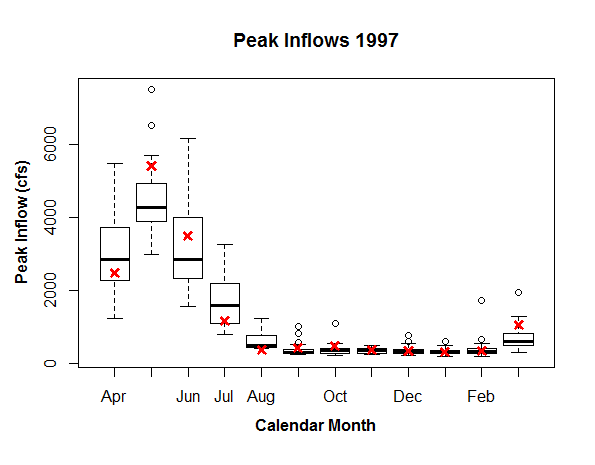 Peak Inflows 1997
Peak Inflow (cfs)
6000
4000
2000
0
Apr Jun Jul Aug Oct Dec Feb
Calendar Month